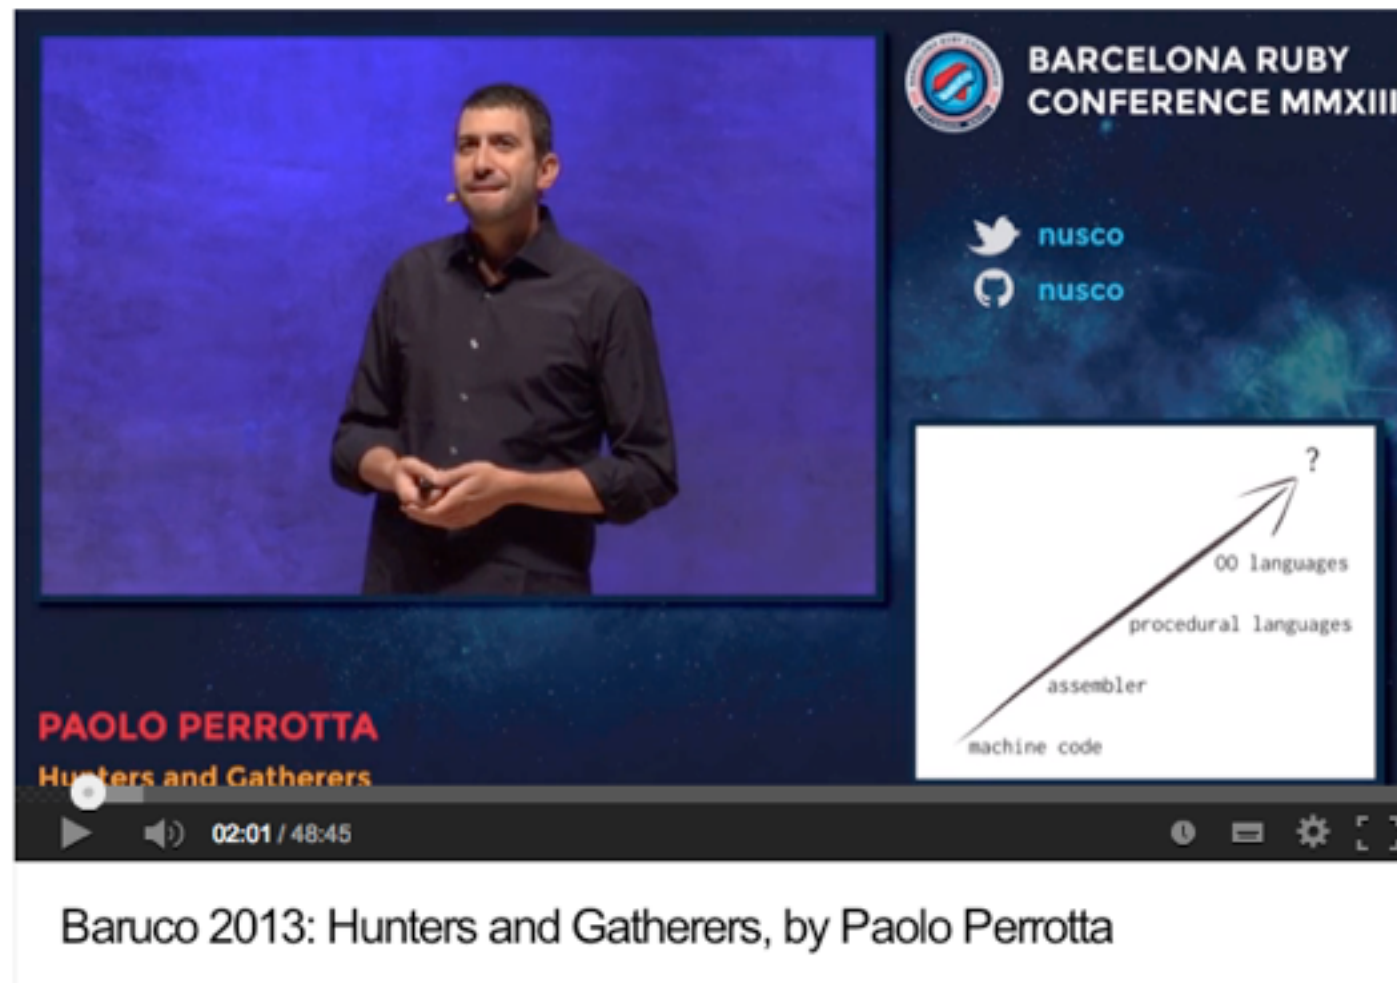 BARCELONA RUBY
CONFERENCE MMXIII
nusco
nusco
?
OO languages
procedural languages
assembler
machine code
PAOLO PERROTTA
Hunters and Gatherers
02:01 / 48:45
Baruco 2013: Hunters and Gatherers, by Paolo Perrotta